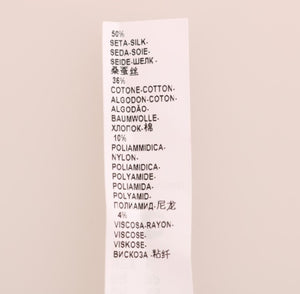 50%
SETA-SILK-
SEDA-SOIE-
SEIDE-ШЕЛК-
桑蚕丝
36%
COTONE-COTTON-
ALGODON-COTON-
ALGODÃO-
BAUMWOLLE-
ХЛОПОК-棉
10%
POLIAMMIDICA-
NYLON-
POLIAMIDICA-
POLYAMIDE-
POLIAMIDA-
POLYAMID-
ПОЛИАМИД-尼龙
4%
VISCOSA-RAYON-
VISCOSE-
VISKOSE-
ВИСКОЗА-粘纤